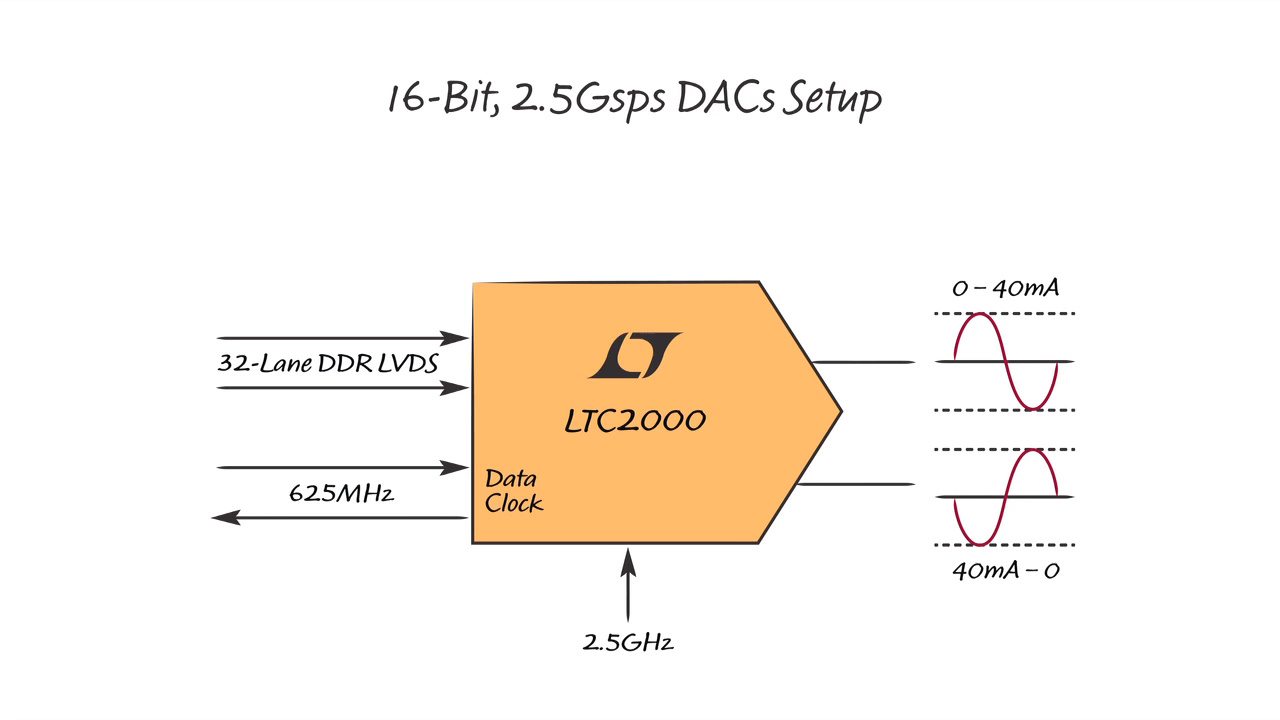 16-Bit, 2.5Gsps DACs Setup
0 – 40mA
32-Lane DDR LVDS
LTC2000
Data
Clock
625MHz
40mA – 0
2.5GHz